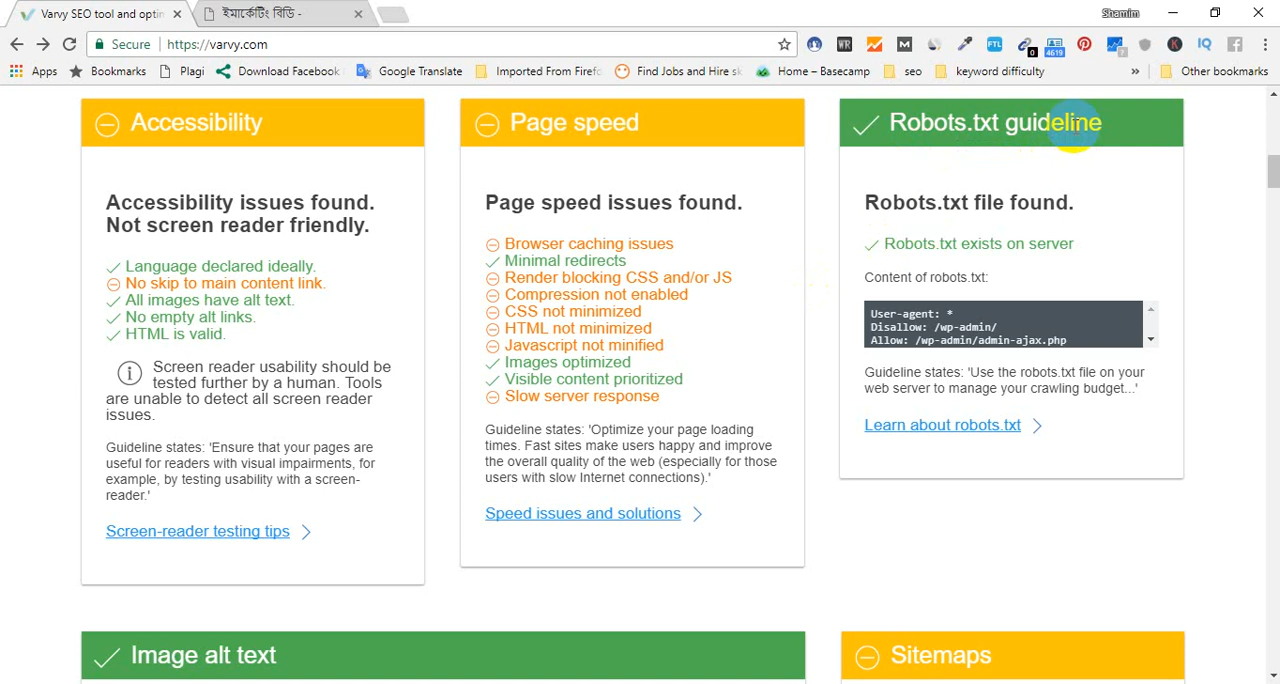 Varvy SEO tool and optin
ইমার্কেটিং বিডি -
Shamim
Secure
https://varvy.com
WR
M
FTL
0
4619
?
K
IQ
Apps
Bookmarks
Plagi
Download Facebook
Google Translate
Imported From Firefo
Find Jobs and Hire sk
Home – Basecamp
seo
keyword difficulty
»
Other bookmarks
Accessibility
Accessibility issues found.
Not screen reader friendly.
Language declared ideally.
No skip to main content link.
All images have alt text.
No empty alt links.
HTML is valid.
Screen reader usability should be
tested further by a human. Tools
are unable to detect all screen reader
issues.
Guideline states: 'Ensure that your pages are
useful for readers with visual impairments, for
example, by testing usability with a screen-
reader.'
Screen-reader testing tips
Page speed
Page speed issues found.
Browser caching issues
Minimal redirects
Render blocking CSS and/or JS
Compression not enabled
CSS not minimized
HTML not minimized
Javascript not minified
Images optimized
Visible content prioritized
Slow server response
Guideline states: 'Optimize your page loading
times. Fast sites make users happy and improve
the overall quality of the web (especially for those
users with slow Internet connections).'
Speed issues and solutions
Robots.txt guideline
Robots.txt file found.
Robots.txt exists on server
Content of robots.txt:
User-agent: *
Disallow: /wp-admin/
Allow: /wp-admin/admin-ajax.php
Guideline states: 'Use the robots.txt file on your
web server to manage your crawling budget...'
Learn about robots.txt
Image alt text
Sitemaps